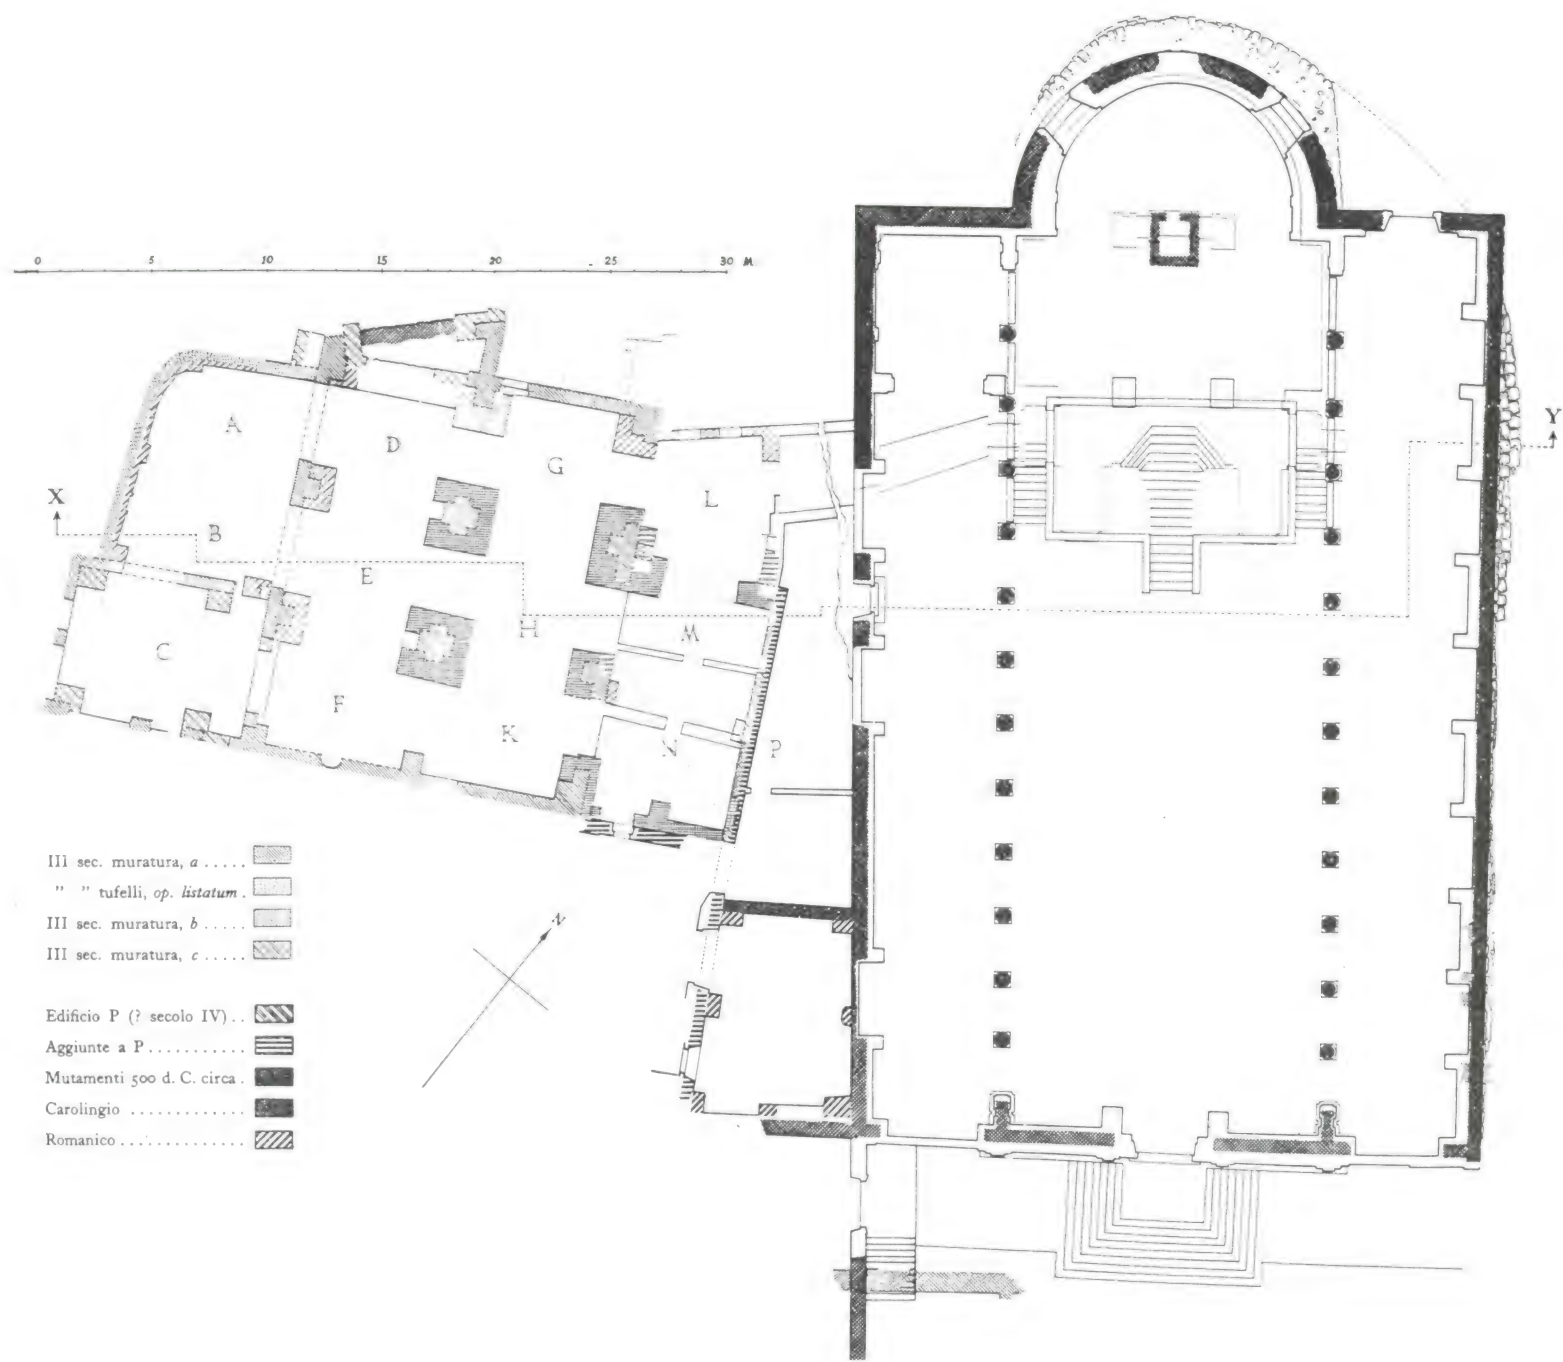 0 5 10 15 20 25 30 M.
A
D
G
L
X
Y
B
E
H
M
C
F
K
N
P
N
III sec. muratura, a .....
" " tufelli, op. listatum .
III sec. muratura, b .....
III sec. muratura, c .....
Edificio P (? secolo IV) ..
Aggiunte a P ...........
Mutamenti 500 d. C. circa .
Carolingio .............
Romanico ..............